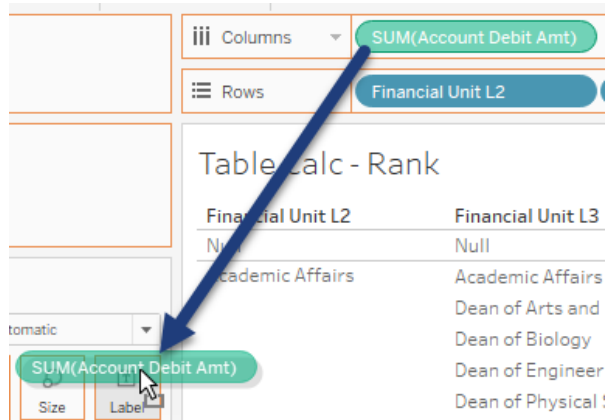 Columns
SUM(Account Debit Amt)
Rows
Financial Unit L2
Table Calc - Rank
Financial Unit L2 Financial Unit L3
Null Null
Academic Affairs Academic Affairs
Dean of Arts and
tomatic
Dean of Biology
SUM(Account Debit Amt)
Dean of Engineer
Size Label
Dean of Physical S